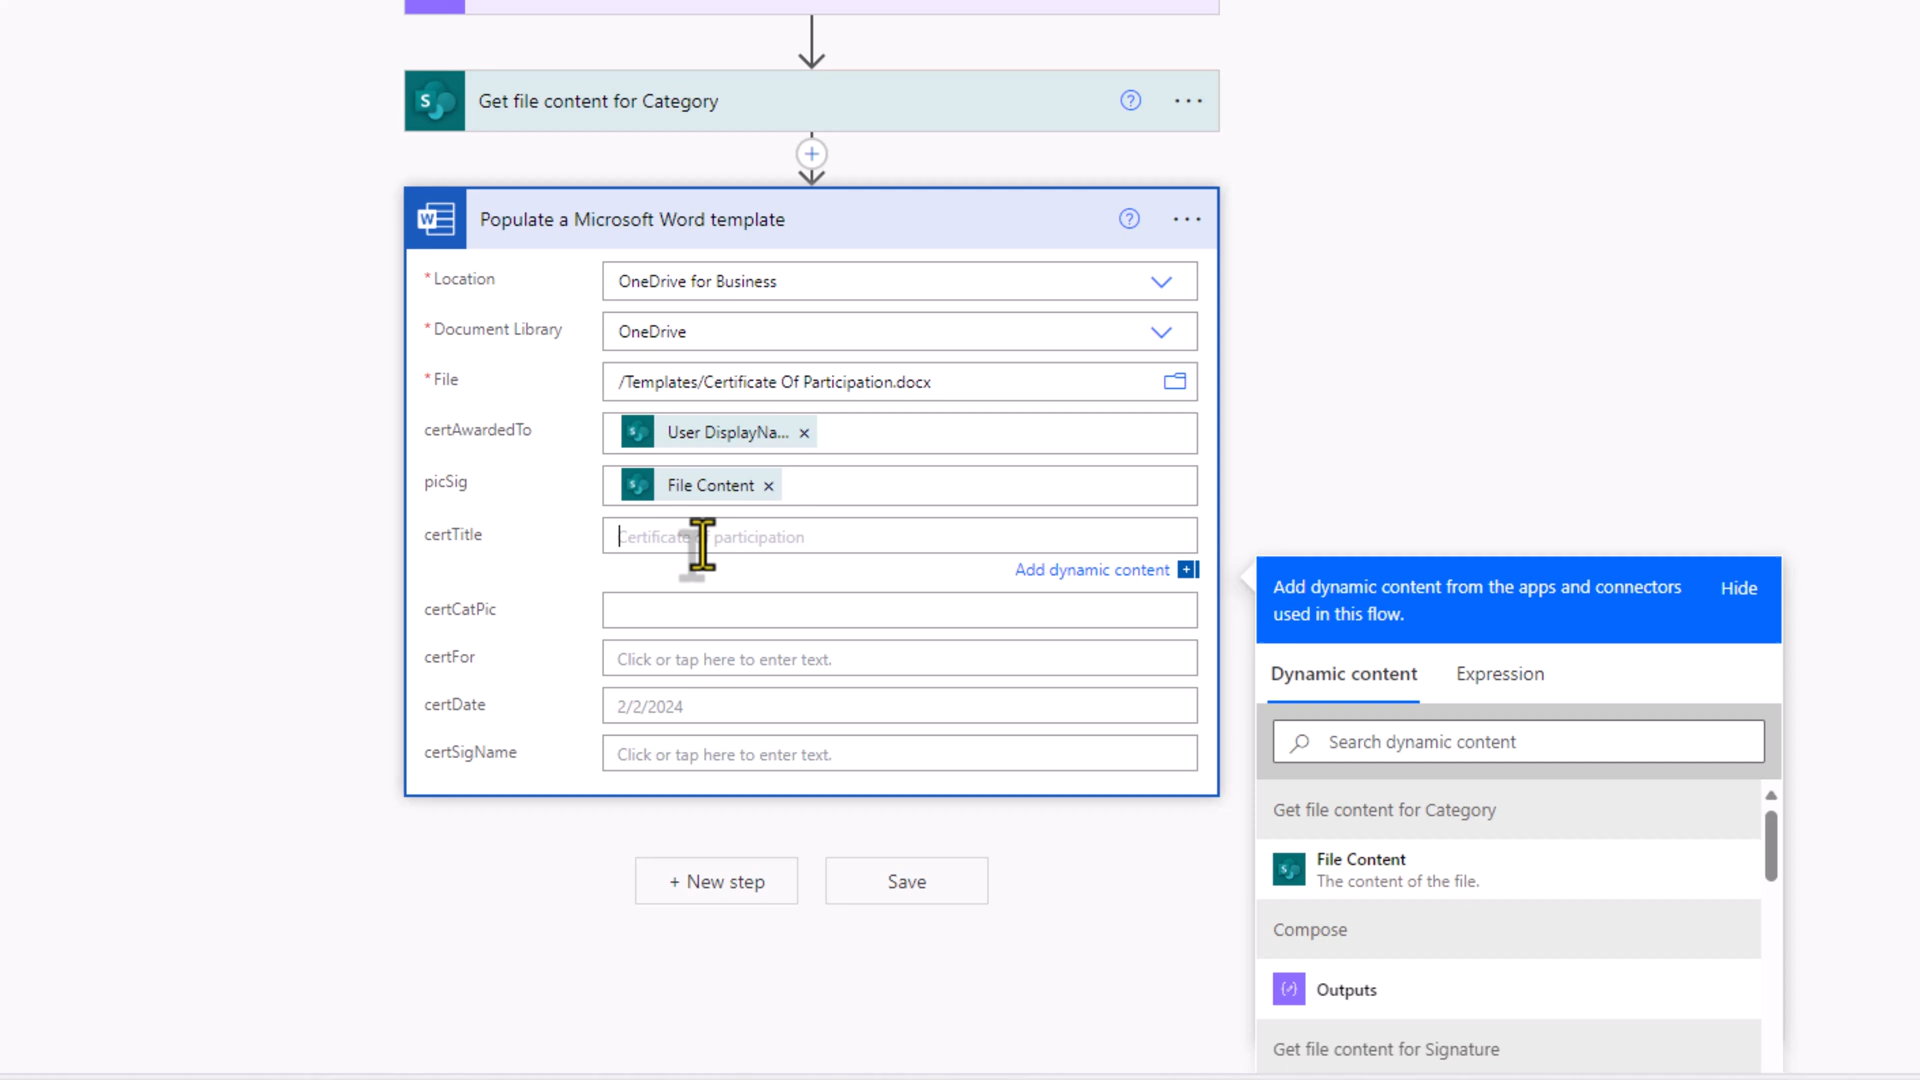 Get file content for Category
Populate a Microsoft Word template
* Location
OneDrive for Business
* Document Library
OneDrive
* File
/Templates/Certificate Of Participation.docx
certAwardedTo
User DisplayNa... ×
picSig
File Content ×
certTitle
Certificate of participation
Add dynamic content
certCatPic
certFor
Click or tap here to enter text.
certDate
2/2/2024
certSigName
Click or tap here to enter text.
+ New step
Save
Add dynamic content from the apps and connectors
used in this flow.
Hide
Dynamic content
Expression
Search dynamic content
Get file content for Category
File Content
The content of the file.
Compose
Outputs
Get file content for Signature